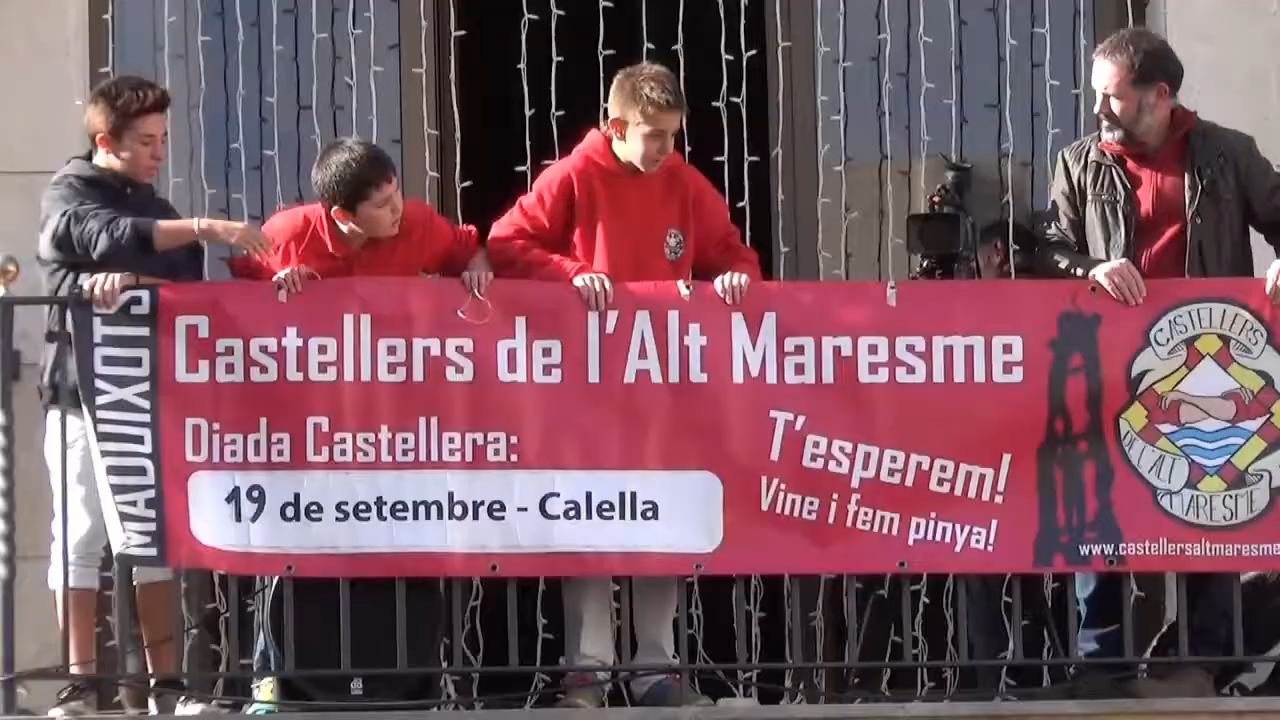 MADUIXOTS
Castellers de l'Alt Maresme
Diada Castellera:
19 de setembre - Calella
T'esperem!
Vine i fem pinya!
CASTELLERS
DE L'ALT
MARESME
www.castellersaltmaresme